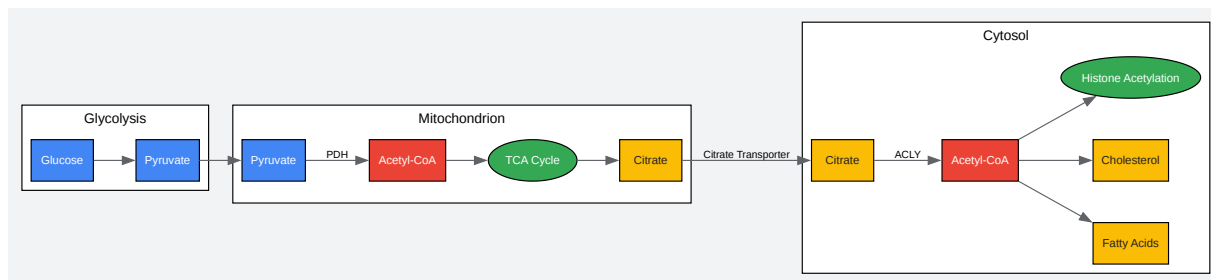 Glycolysis
Glucose
Pyruvate
Mitochondrion
Pyruvate
PDH
Acetyl-CoA
TCA Cycle
Citrate
Citrate Transporter
Cytosol
Citrate
ACLY
Acetyl-CoA
Histone Acetylation
Cholesterol
Fatty Acids